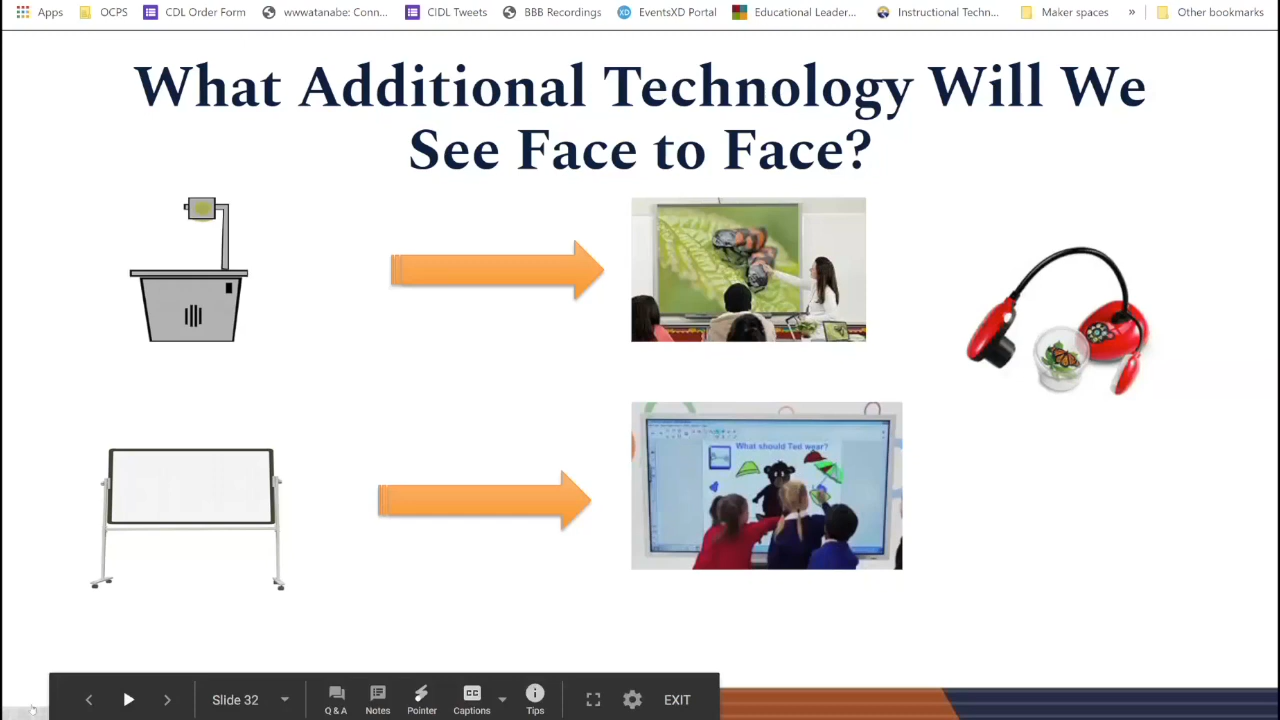 Apps OCPS CDL Order Form wwwatanabe: Conn... CIDL Tweets BBB Recordings EventsXD Portal Educational Leader... Instructional Techn... Maker spaces » Other bookmarks
What Additional Technology Will We
See Face to Face?
What should Ted wear?
Slide 32 Q & A Notes Pointer CC Captions Tips EXIT